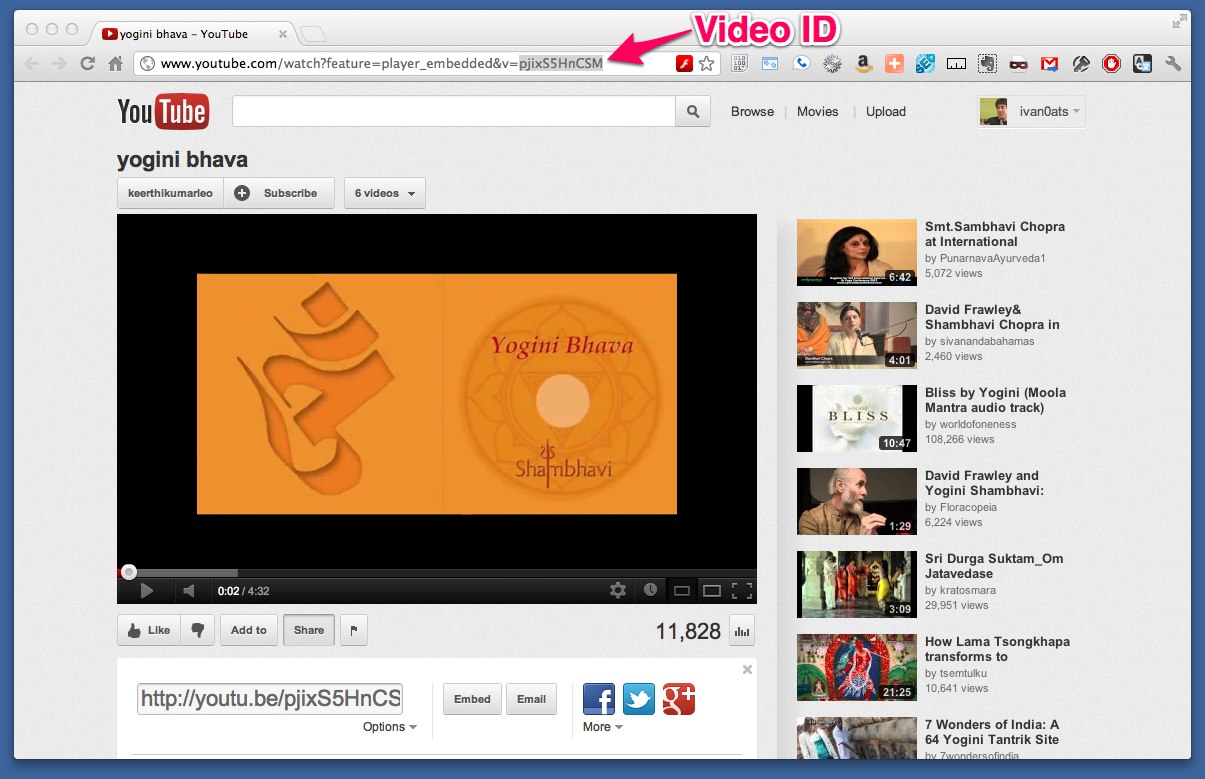 Video ID
yogini bhava - YouTube
www.youtube.com/watch?feature=player_embedded&v=pjixS5HnCSM
YouTube
Browse | Movies | Upload
ivan0ats
yogini bhava
keerthikumarleo
Subscribe
6 videos
Yogini Bhava
Shambhavi
0:02 / 4:32
Like
Add to
Share
11,828
http://youtu.be/pjixS5HnCS
Embed
Email
Options
More
6:42
Smt.Sambhavi Chopra
at International
by PunarnavaAyurveda1
5,072 views
4:01
David Frawley&
Shambhavi Chopra in
by sivanandabahamas
2,460 views
BLISS
10:47
Bliss by Yogini (Moola
Mantra audio track)
by worldofoneness
108,266 views
1:29
David Frawley and
Yogini Shambhavi:
by Floracopeia
6,224 views
3:09
Sri Durga Suktam_Om
Jatavedase
by kratosmara
29,951 views
21:25
How Lama Tsongkhapa
transforms to
by tsemtulku
10,641 views
7 Wonders of India: A
64 Yogini Tantrik Site
by 7wondersofindia